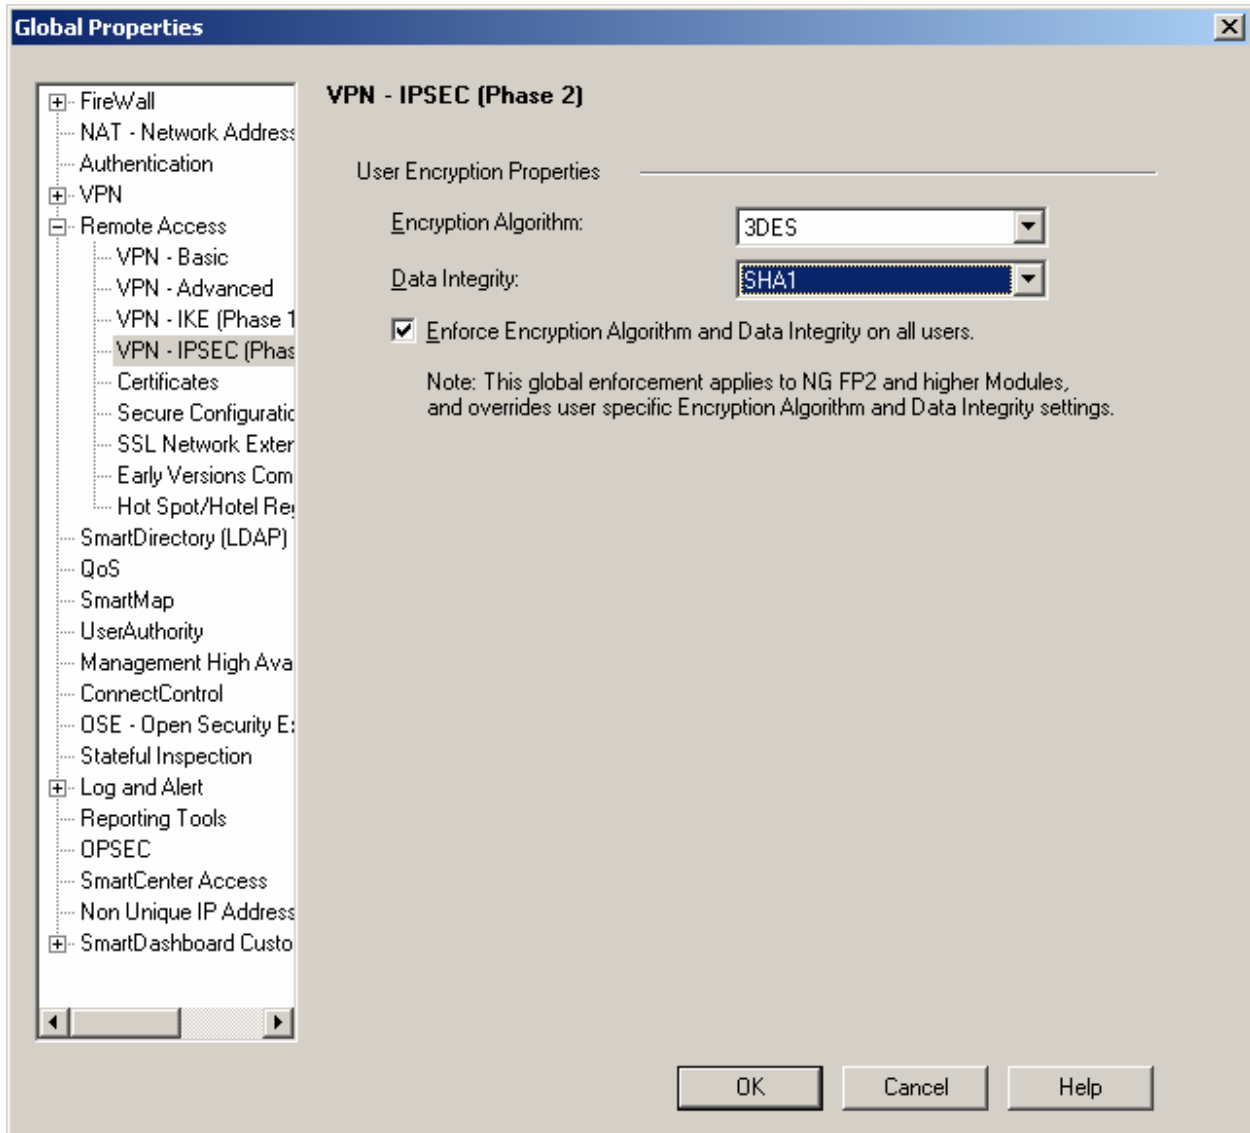 Global Properties
FireWall
NAT - Network Address
Authentication
VPN
Remote Access
VPN - Basic
VPN - Advanced
VPN - IKE (Phase 1
VPN - IPSEC (Phas
Certificates
Secure Configuratic
SSL Network Exter
Early Versions Com
Hot Spot/Hotel Reg
SmartDirectory (LDAP)
QoS
SmartMap
UserAuthority
Management High Ava
ConnectControl
OSE - Open Security E
Stateful Inspection
Log and Alert
Reporting Tools
OPSEC
SmartCenter Access
Non Unique IP Address
SmartDashboard Custo
VPN - IPSEC (Phase 2)
User Encryption Properties
Encryption Algorithm: 3DES
Data Integrity: SHA1
Enforce Encryption Algorithm and Data Integrity on all users.
Note: This global enforcement applies to NG FP2 and higher Modules,
and overrides user specific Encryption Algorithm and Data Integrity settings.
OK Cancel Help